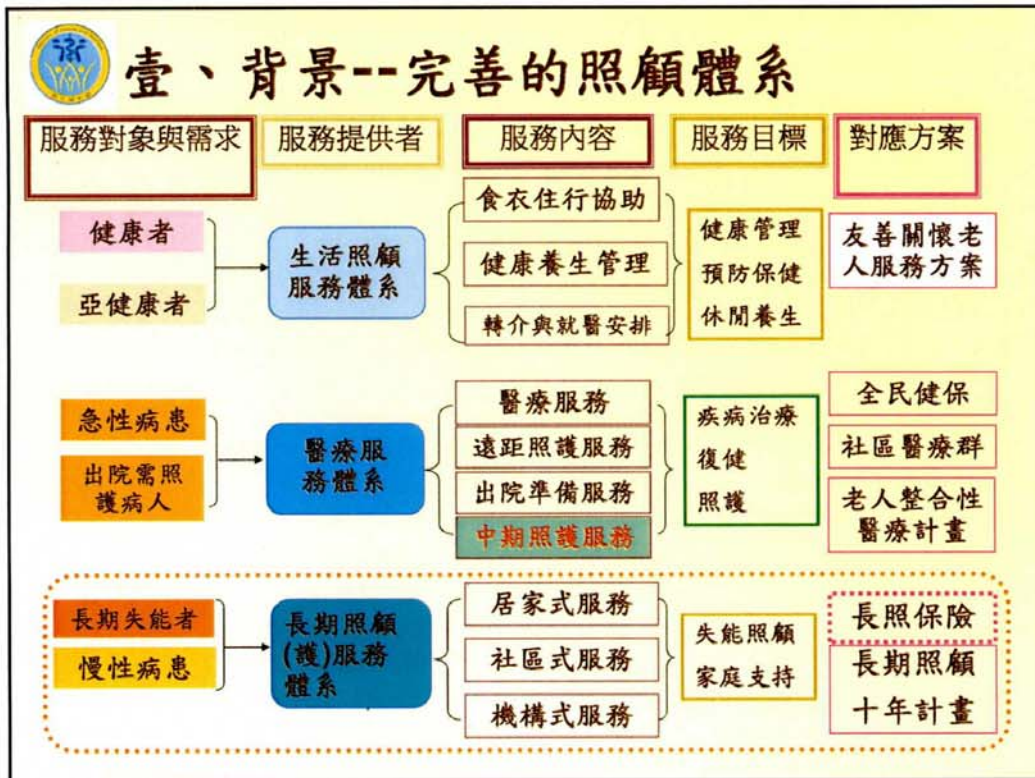 壹、背景--完善的照顧體系
服務對象與需求
服務提供者
服務內容
服務目標
對應方案
健康者
亞健康者
生活照顧
服務體系
食衣住行協助
健康養生管理
轉介與就醫安排
健康管理
預防保健
休閒養生
友善關懷老
人服務方案
急性病患
出院需照
護病人
醫療服
務體系
醫療服務
遠距照護服務
出院準備服務
中期照護服務
疾病治療
復健
照護
全民健保
社區醫療群
老人整合性
醫療計畫
長期失能者
慢性病患
長期照顧
(護)服務
體系
居家式服務
社區式服務
機構式服務
失能照顧
家庭支持
長照保險
長期照顧
十年計畫